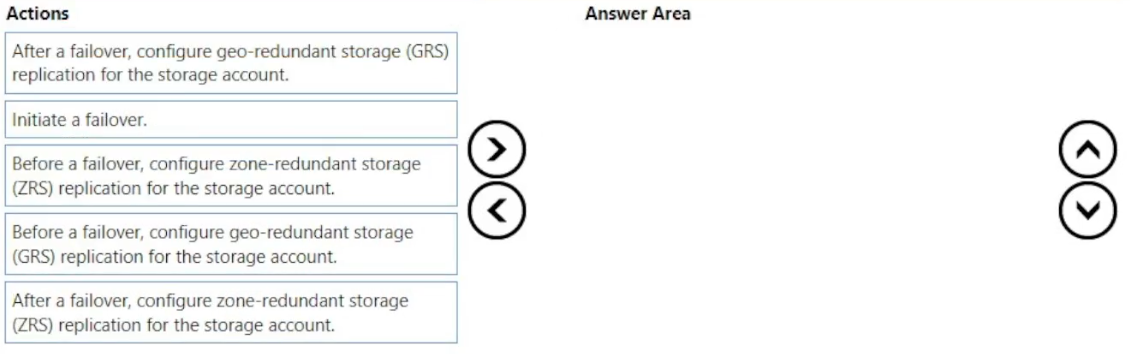 Actions
Answer Area
After a failover, configure geo-redundant storage (GRS)
replication for the storage account.
Initiate a failover.
Before a failover, configure zone-redundant storage
(ZRS) replication for the storage account.
Before a failover, configure geo-redundant storage
(GRS) replication for the storage account.
After a failover, configure zone-redundant storage
(ZRS) replication for the storage account.